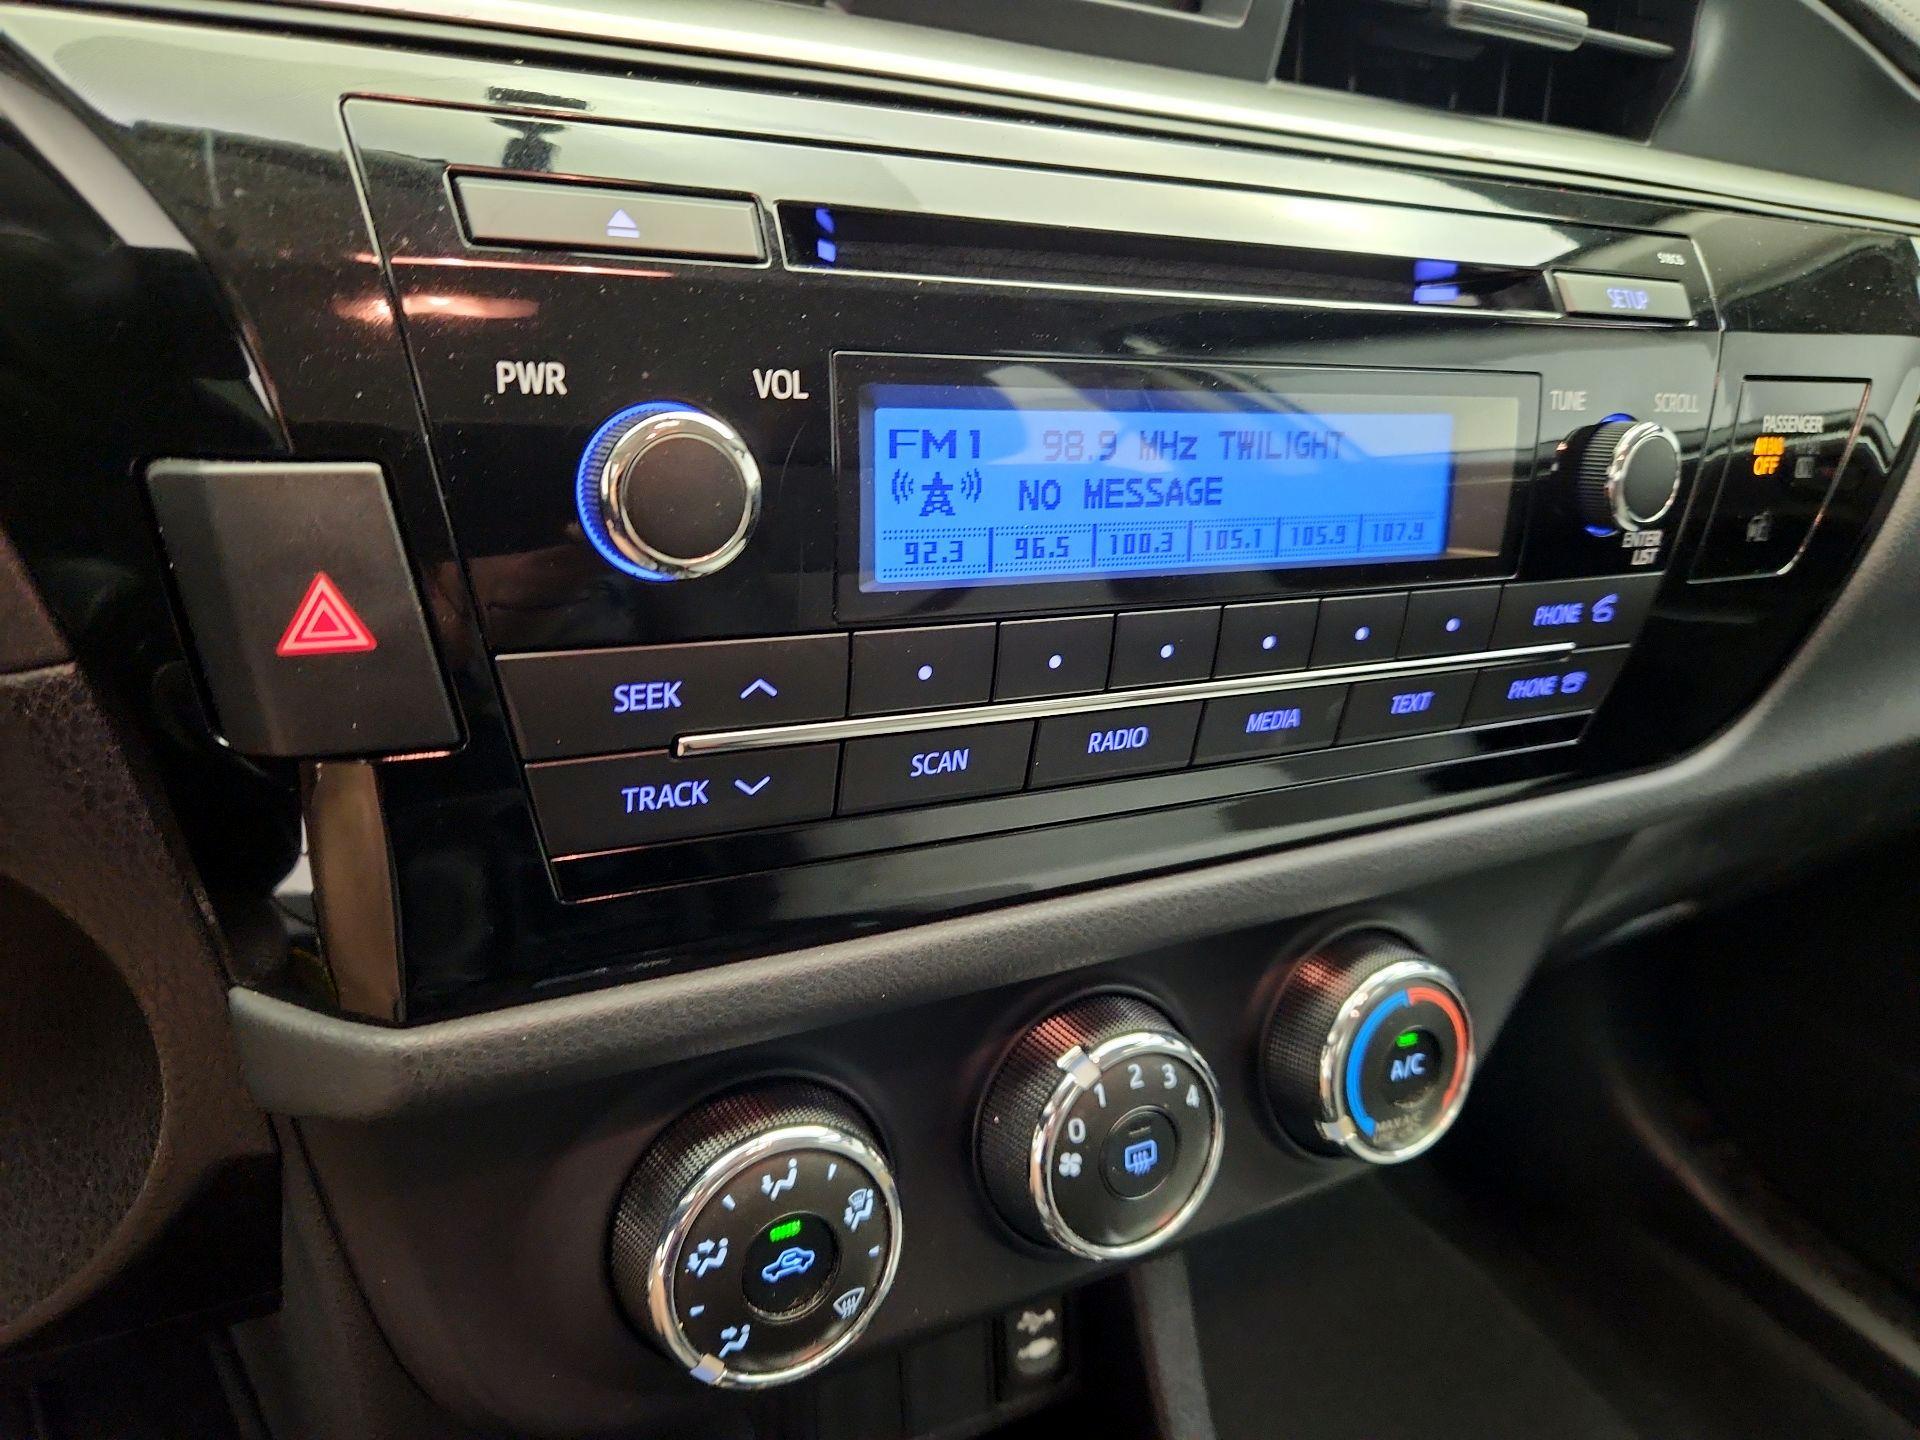 SETUP
PWR
VOL
TUNE
SCROLL
PASSENGER
OFF
FM1 98.9 MHz TWILIGHT
NO MESSAGE
92.3 96.5 100.3 105.1 105.9 107.9
ENTER
LIST
PHONE
SEEK
TRACK
SCAN
RADIO
MEDIA
TEXT
PHONE
0 1 2 3 4
A/C
MAX A/C